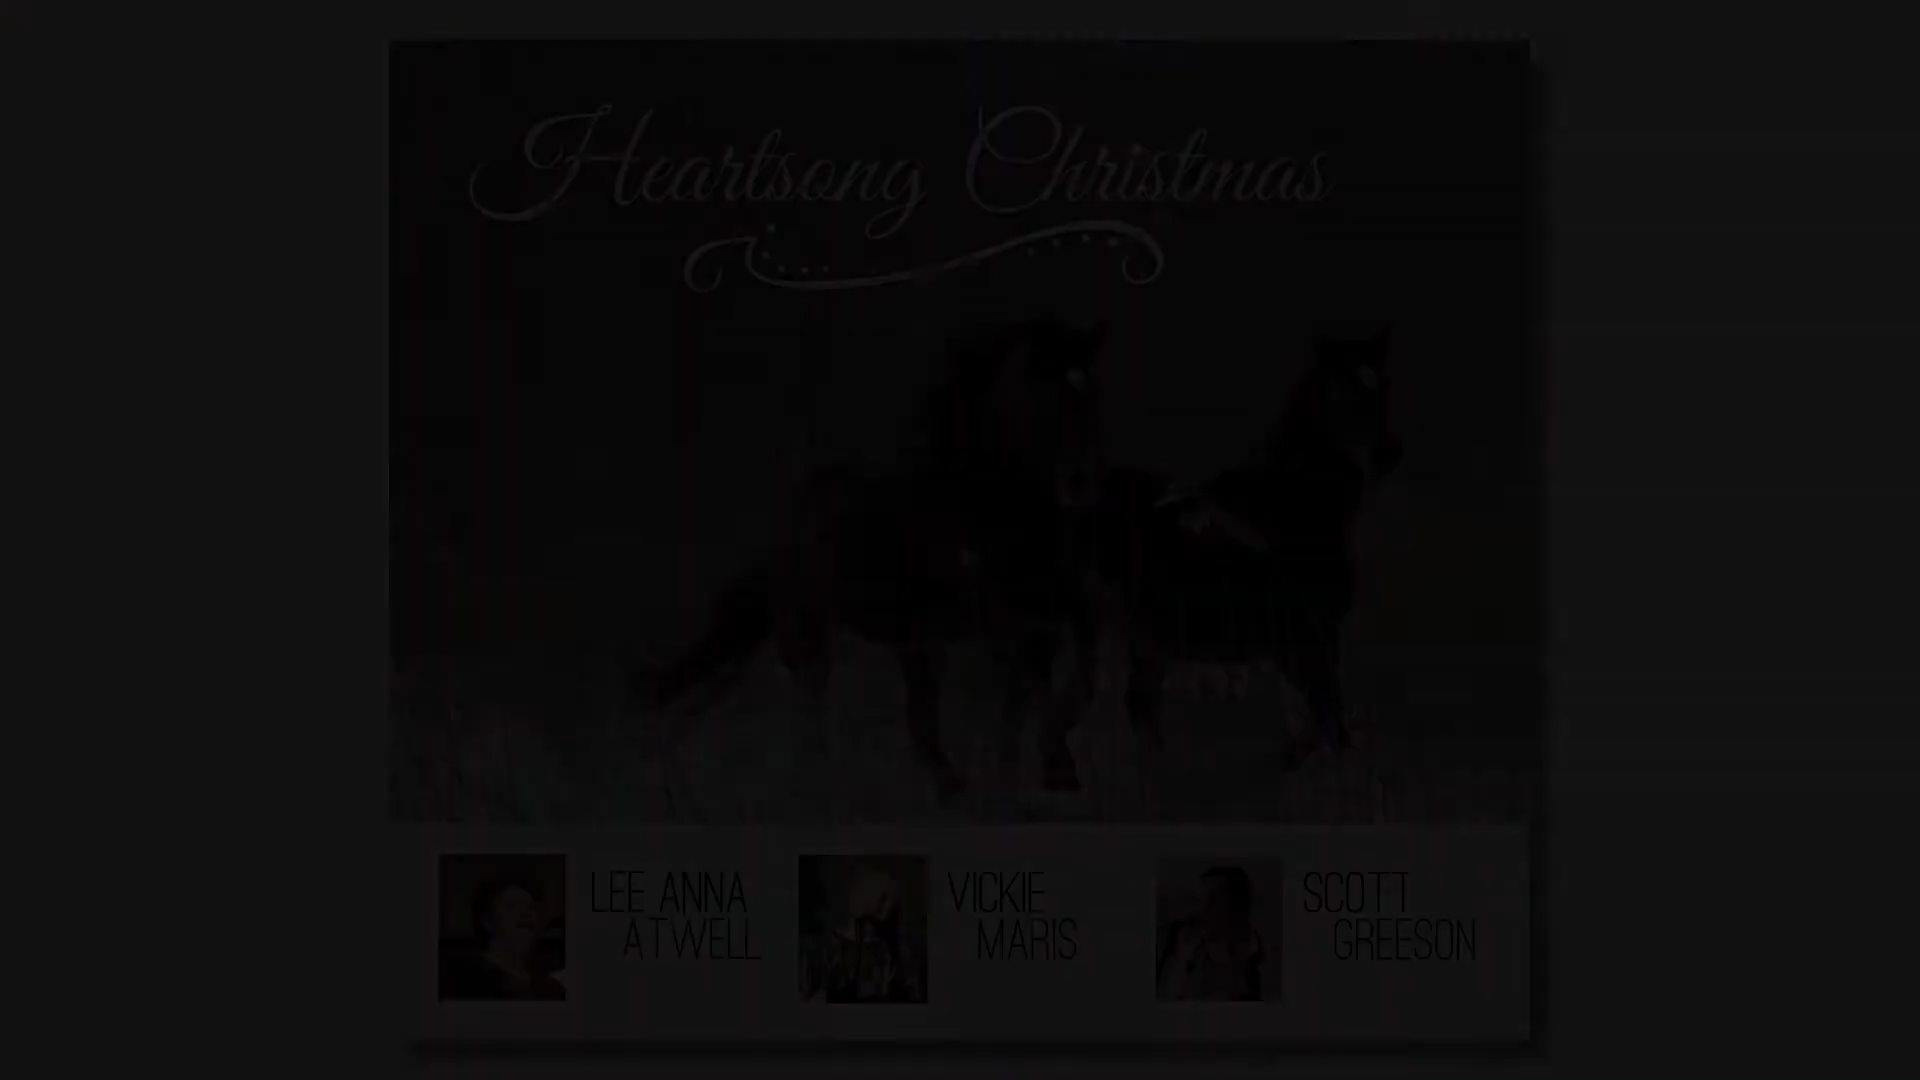 Heartsong Christmas
LEE ANNA
ATWELL
VICKIE
MARIS
SCOTT
GREESON